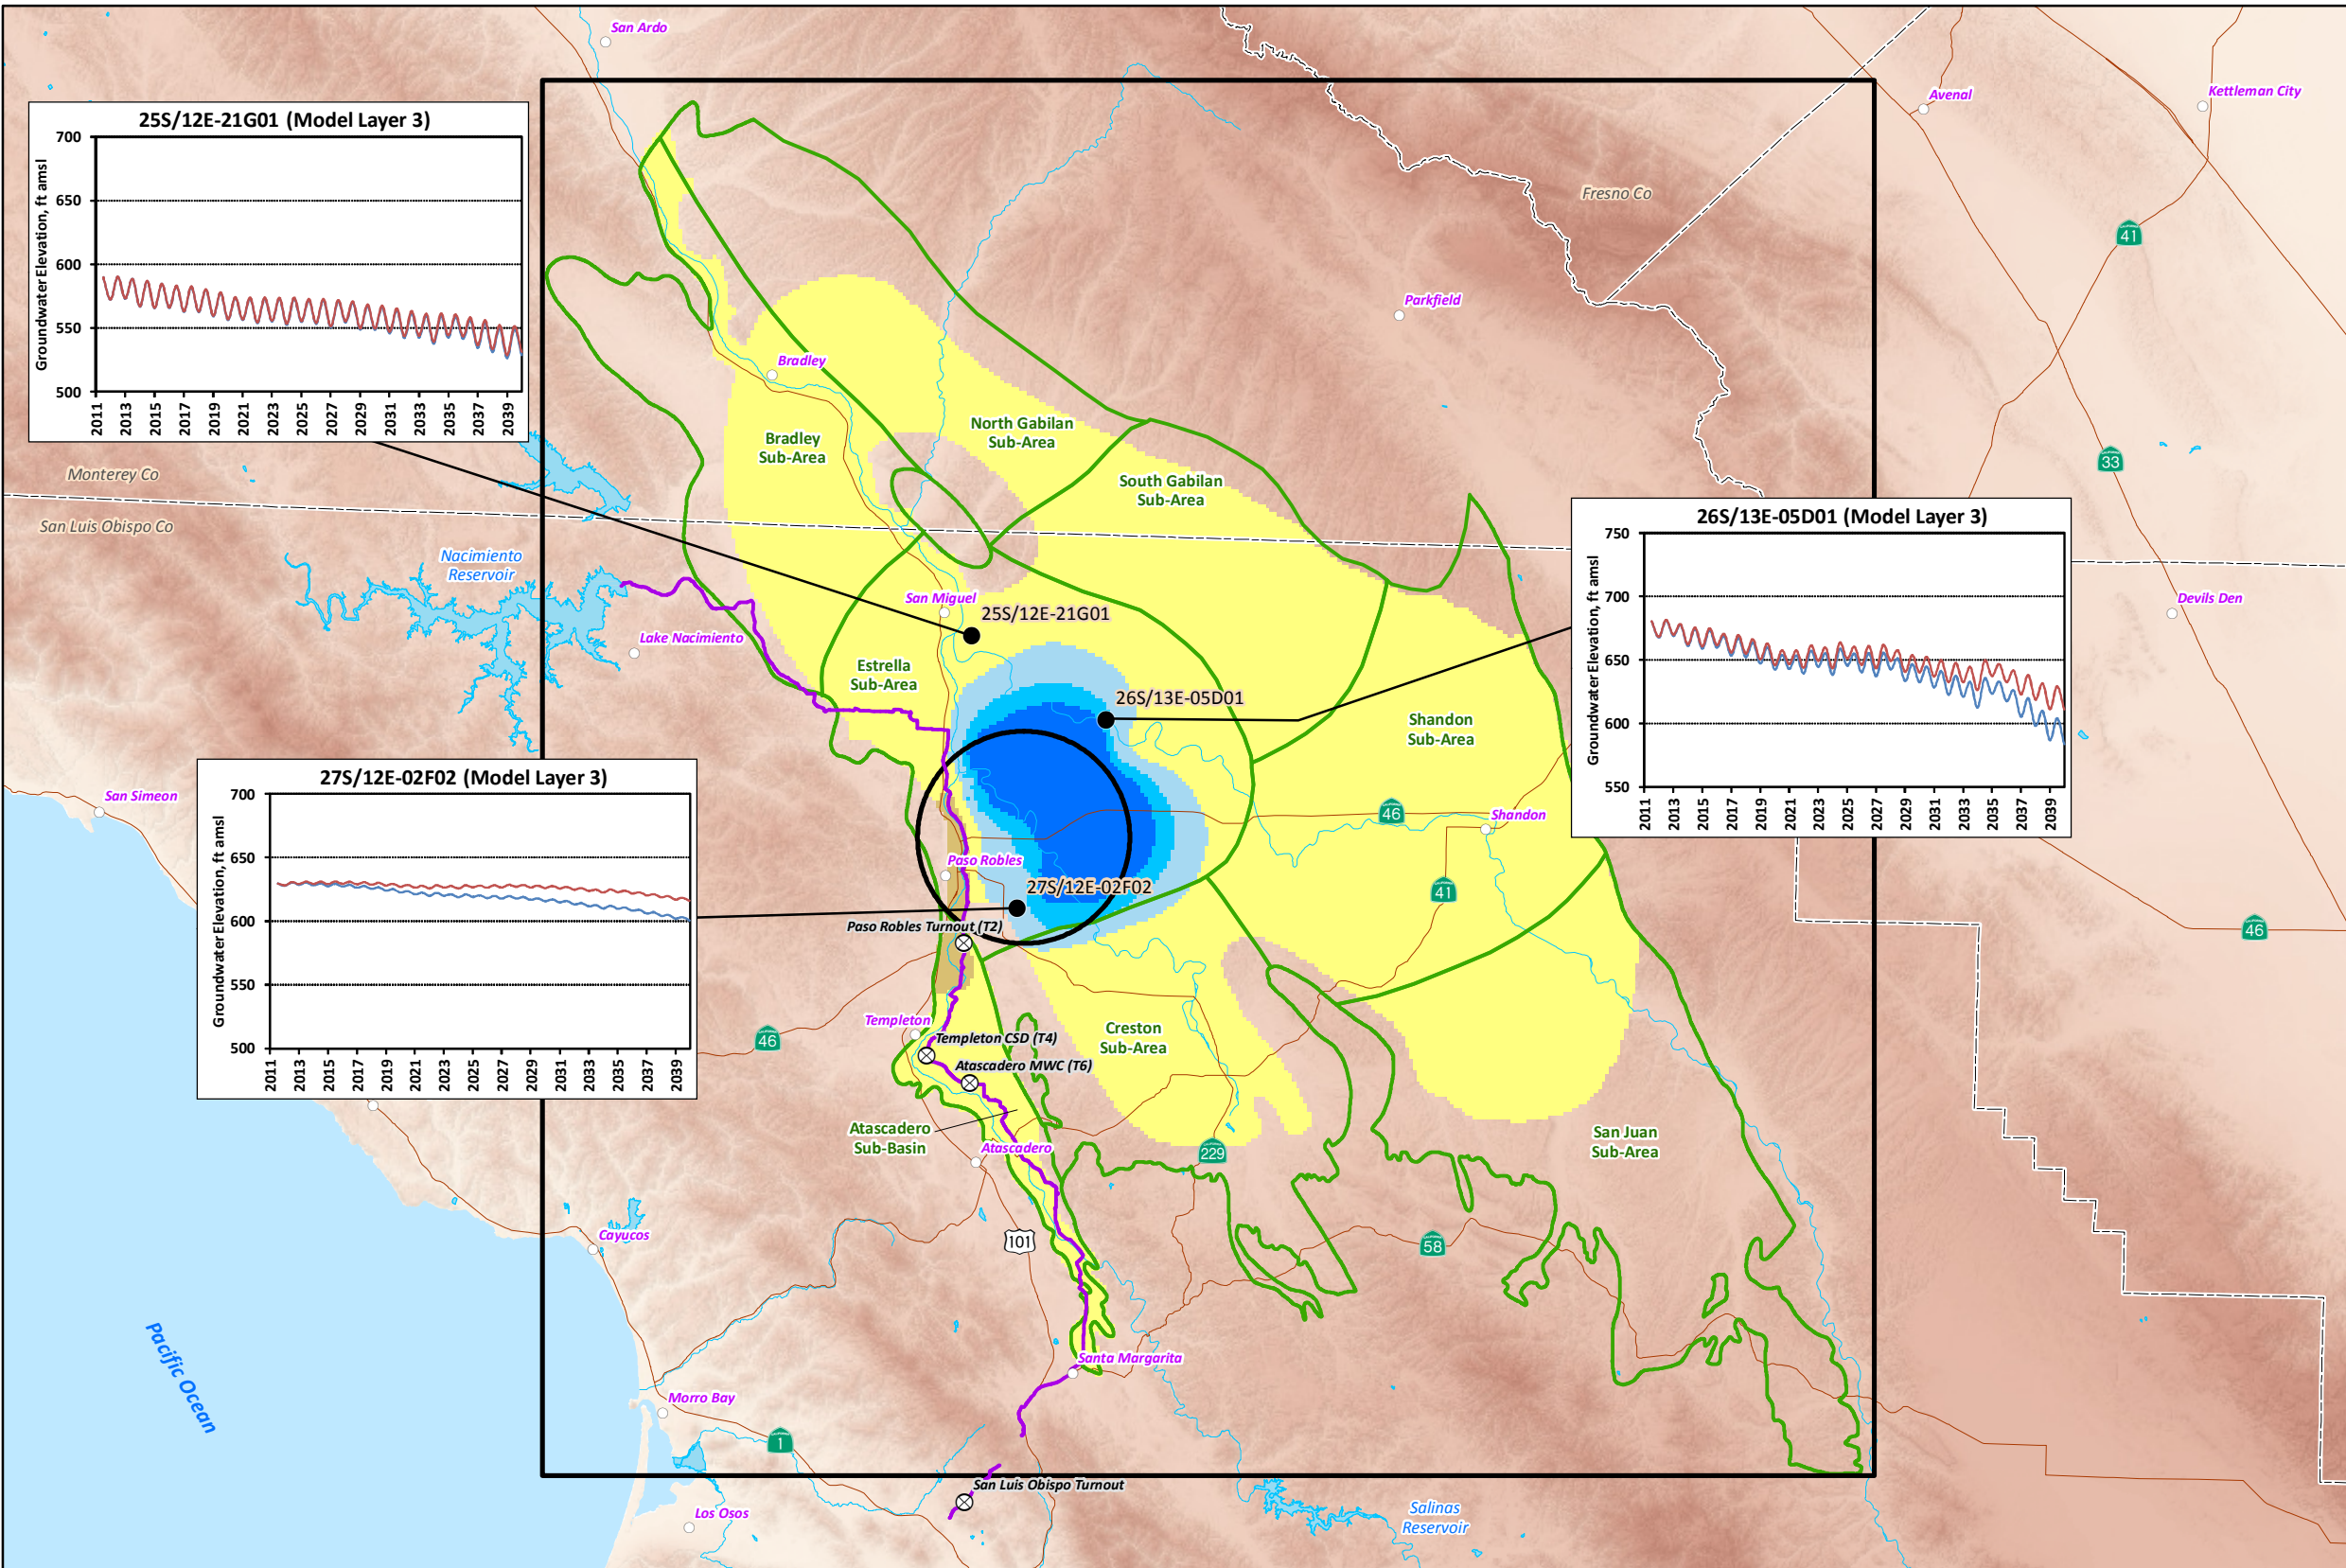 San Ardo
Avenal
Kettleman City
25S/12E-21G01 (Model Layer 3)
Groundwater Elevation, ft amsl
700
650
600
550
500
2011
2013
2015
2017
2019
2021
2023
2025
2027
2029
2031
2033
2035
2037
2039
Fresno Co
41
Parkfield
Bradley
North Gabilan
Sub-Area
Bradley
Sub-Area
33
Monterey Co
South Gabilan
Sub-Area
San Luis Obispo Co
26S/13E-05D01 (Model Layer 3)
Groundwater Elevation, ft amsl
750
700
650
600
550
2011
2013
2015
2017
2019
2021
2023
2025
2027
2029
2031
2033
2035
2037
2039
Nacimiento
Reservoir
San Miguel
25S/12E-21G01
Devils Den
Lake Nacimiento
Estrella
Sub-Area
26S/13E-05D01
Shandon
Sub-Area
27S/12E-02F02 (Model Layer 3)
Groundwater Elevation, ft amsl
700
650
600
550
500
2011
2013
2015
2017
2019
2021
2023
2025
2027
2029
2031
2033
2035
2037
2039
San Simeon
46
Shandon
Paso Robles
27S/12E-02F02
41
Paso Robles Turnout (T2)
46
Templeton
46
Templeton CSD (T4)
Creston
Sub-Area
Atascadero MWC (T6)
Atascadero
Sub-Basin
Atascadero
229
San Juan
Sub-Area
Cayucos
101
58
Pacific Ocean
Santa Margarita
Morro Bay
1
San Luis Obispo Turnout
Los Osos
Salinas
Reservoir